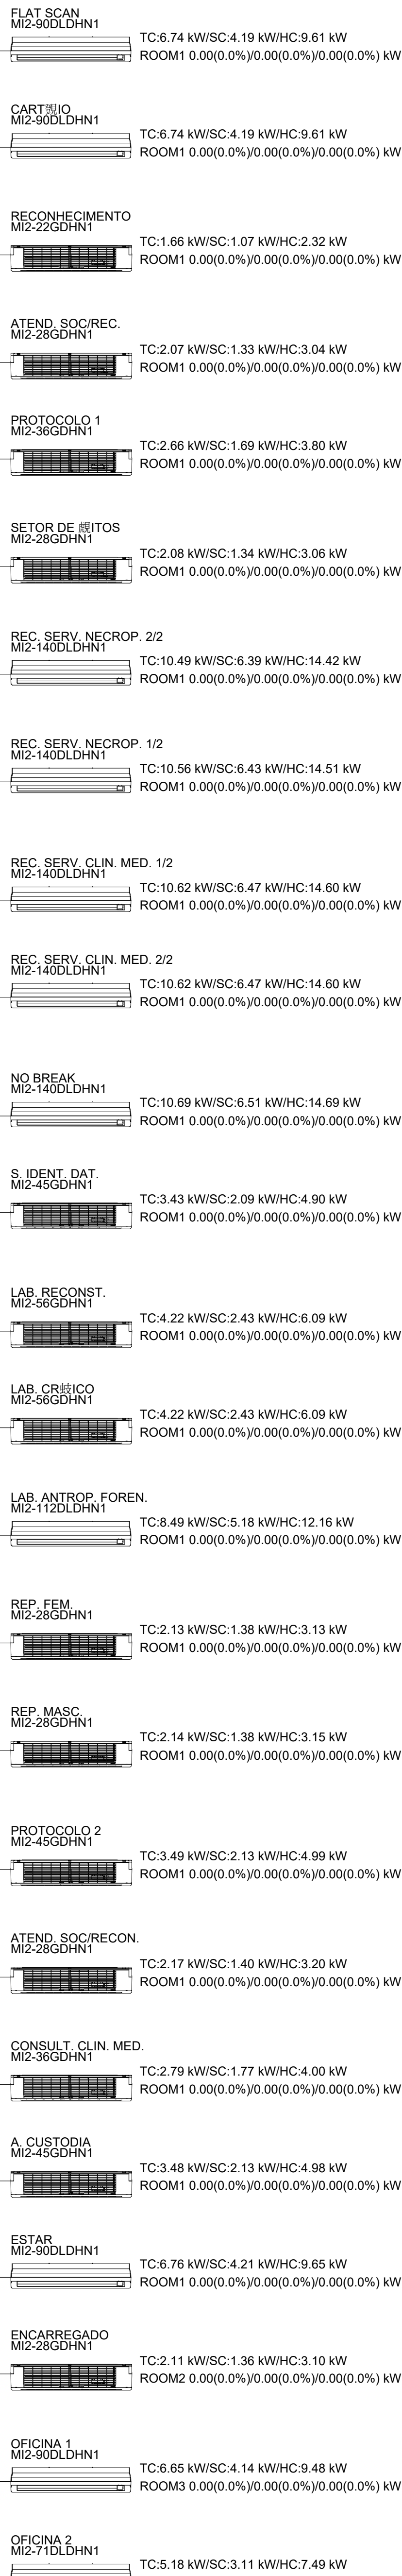 FLAT SCAN
MI2-90DLDHN1
TC:6.74 kW/SC:4.19 kW/HC:9.61 kW
ROOM1 0.00(0.0%)/0.00(0.0%)/0.00(0.0%) kW
MI2-90DLDHN1
TC:6.74 kW/SC:4.19 kW/HC:9.61 kW
ROOM1 0.00(0.0%)/0.00(0.0%)/0.00(0.0%) kW
RECONHECIMENTO
MI2-22GDHN1
TC:1.66 kW/SC:1.07 kW/HC:2.32 kW
ROOM1 0.00(0.0%)/0.00(0.0%)/0.00(0.0%) kW
ATEND. SOC/REC.
MI2-28GDHN1
TC:2.07 kW/SC:1.33 kW/HC:3.04 kW
ROOM1 0.00(0.0%)/0.00(0.0%)/0.00(0.0%) kW
PROTOCOLO 1
MI2-36GDHN1
TC:2.66 kW/SC:1.69 kW/HC:3.80 kW
ROOM1 0.00(0.0%)/0.00(0.0%)/0.00(0.0%) kW
SETOR DE
MI2-28GDHN1
TC:2.08 kW/SC:1.34 kW/HC:3.06 kW
ROOM1 0.00(0.0%)/0.00(0.0%)/0.00(0.0%) kW
REC. SERV. NECROP. 2/2
MI2-140DLDHN1
TC:10.49 kW/SC:6.39 kW/HC:14.42 kW
ROOM1 0.00(0.0%)/0.00(0.0%)/0.00(0.0%) kW
REC. SERV. NECROP. 1/2
MI2-140DLDHN1
TC:10.56 kW/SC:6.43 kW/HC:14.51 kW
ROOM1 0.00(0.0%)/0.00(0.0%)/0.00(0.0%) kW
REC. SERV. CLIN. MED. 1/2
MI2-140DLDHN1
TC:10.62 kW/SC:6.47 kW/HC:14.60 kW
ROOM1 0.00(0.0%)/0.00(0.0%)/0.00(0.0%) kW
REC. SERV. CLIN. MED. 2/2
MI2-140DLDHN1
TC:10.62 kW/SC:6.47 kW/HC:14.60 kW
ROOM1 0.00(0.0%)/0.00(0.0%)/0.00(0.0%) kW
NO BREAK
MI2-140DLDHN1
TC:10.69 kW/SC:6.51 kW/HC:14.69 kW
ROOM1 0.00(0.0%)/0.00(0.0%)/0.00(0.0%) kW
S. IDENT. DAT.
MI2-45GDHN1
TC:3.43 kW/SC:2.09 kW/HC:4.90 kW
ROOM1 0.00(0.0%)/0.00(0.0%)/0.00(0.0%) kW
LAB. RECONST.
MI2-56GDHN1
TC:4.22 kW/SC:2.43 kW/HC:6.09 kW
ROOM1 0.00(0.0%)/0.00(0.0%)/0.00(0.0%) kW
LAB.
MI2-56GDHN1
TC:4.22 kW/SC:2.43 kW/HC:6.09 kW
ROOM1 0.00(0.0%)/0.00(0.0%)/0.00(0.0%) kW
LAB. ANTROP. FOREN.
MI2-112DLDHN1
TC:8.49 kW/SC:5.18 kW/HC:12.16 kW
ROOM1 0.00(0.0%)/0.00(0.0%)/0.00(0.0%) kW
REP. FEM.
MI2-28GDHN1
TC:2.13 kW/SC:1.38 kW/HC:3.13 kW
ROOM1 0.00(0.0%)/0.00(0.0%)/0.00(0.0%) kW
REP. MASC.
MI2-28GDHN1
TC:2.14 kW/SC:1.38 kW/HC:3.15 kW
ROOM1 0.00(0.0%)/0.00(0.0%)/0.00(0.0%) kW
PROTOCOLO 2
MI2-45GDHN1
TC:3.49 kW/SC:2.13 kW/HC:4.99 kW
ROOM1 0.00(0.0%)/0.00(0.0%)/0.00(0.0%) kW
ATEND. SOC/RECON.
MI2-28GDHN1
TC:2.17 kW/SC:1.40 kW/HC:3.20 kW
ROOM1 0.00(0.0%)/0.00(0.0%)/0.00(0.0%) kW
CONSULT. CLIN. MED.
MI2-36GDHN1
TC:2.79 kW/SC:1.77 kW/HC:4.00 kW
ROOM1 0.00(0.0%)/0.00(0.0%)/0.00(0.0%) kW
A. CUSTODIA
MI2-45GDHN1
TC:3.48 kW/SC:2.13 kW/HC:4.98 kW
ROOM1 0.00(0.0%)/0.00(0.0%)/0.00(0.0%) kW
ESTAR
MI2-90DLDHN1
TC:6.76 kW/SC:4.21 kW/HC:9.65 kW
ROOM1 0.00(0.0%)/0.00(0.0%)/0.00(0.0%) kW
ENCARREGADO
MI2-28GDHN1
TC:2.11 kW/SC:1.36 kW/HC:3.10 kW
ROOM2 0.00(0.0%)/0.00(0.0%)/0.00(0.0%) kW
OFICINA 1
MI2-90DLDHN1
TC:6.65 kW/SC:4.14 kW/HC:9.48 kW
ROOM3 0.00(0.0%)/0.00(0.0%)/0.00(0.0%) kW
OFICINA 2
MI2-71DLDHN1
TC:5.18 kW/SC:3.11 kW/HC:7.49 kW